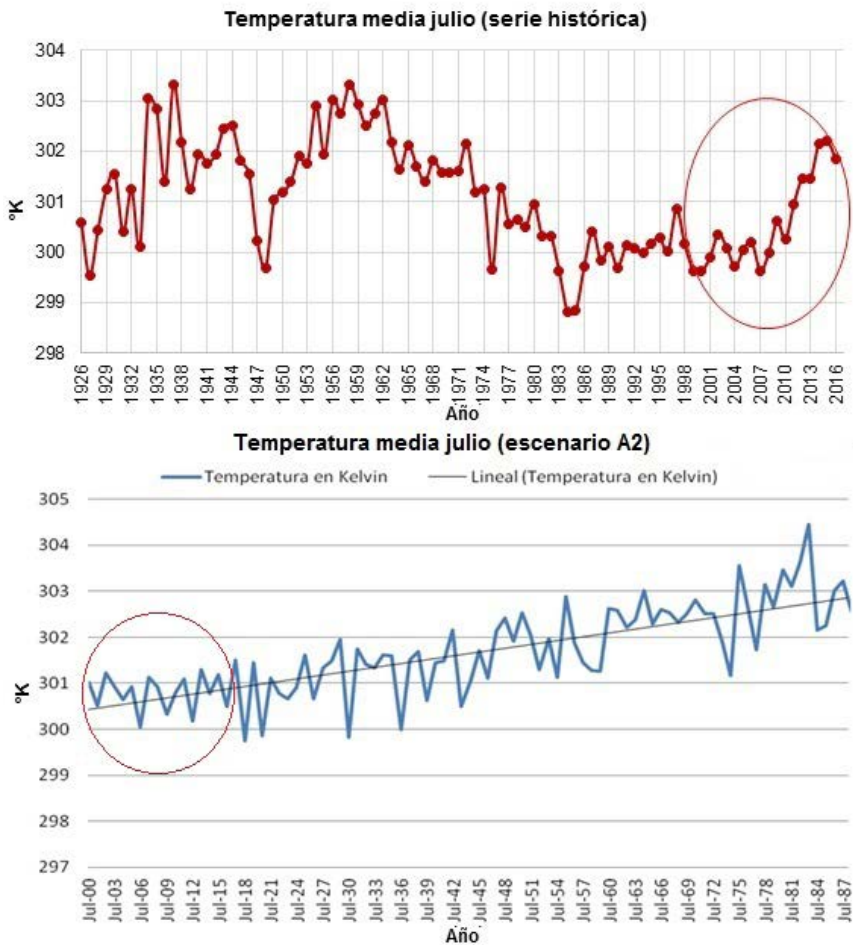 Temperatura media julio (serie histórica)
304
303
302
301
300
299
298
°K
1926
1929
1932
1935
1938
1941
1944
1947
1950
1953
1956
1959
1962
1965
1968
1971
1974
1977
1980
1983
1986
1989
1992
1995
1998
2001
2004
2007
2010
2013
2016
Año
Temperatura media julio (escenario A2)
Temperatura en Kelvin
Lineal (Temperatura en Kelvin)
305
304
303
302
301
300
299
298
297
°K
Jul-00
Jul-03
Jul-06
Jul-09
Jul-12
Jul-15
Jul-18
Jul-21
Jul-24
Jul-27
Jul-30
Jul-33
Jul-36
Jul-39
Jul-42
Jul-45
Jul-48
Jul-51
Jul-54
Jul-57
Jul-60
Jul-63
Jul-66
Jul-69
Jul-72
Jul-75
Jul-78
Jul-81
Jul-84
Jul-87
Año